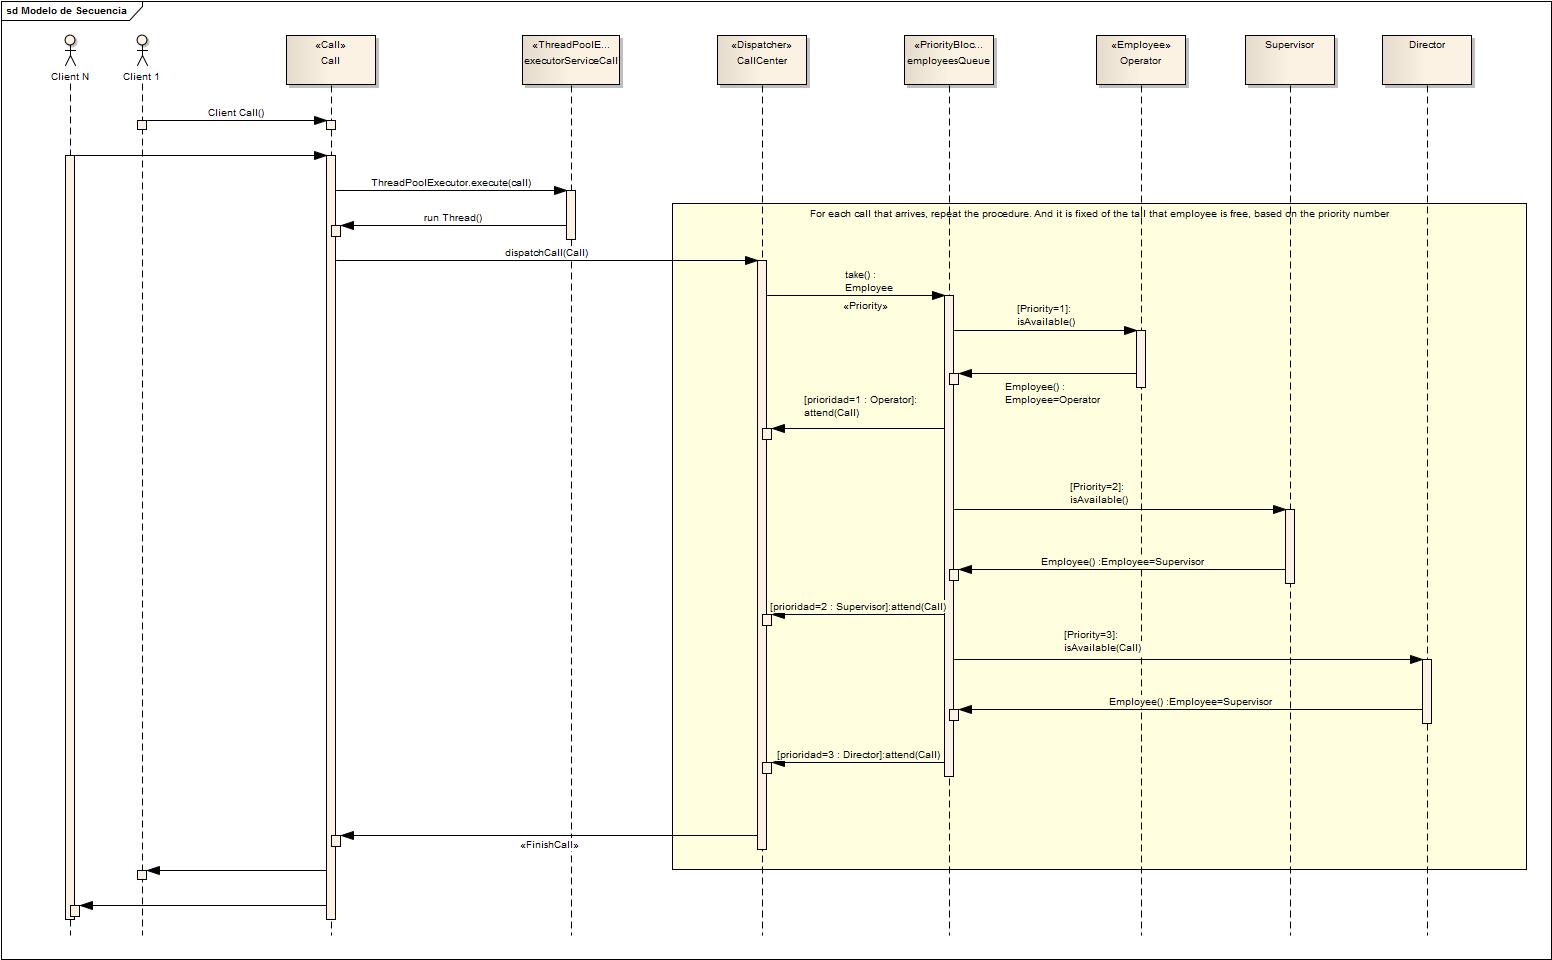 sd Modelo de Secuencia
Client N
Client 1
«Call»
Call
«ThreadPoolE...
executorServiceCall
«Dispatcher»
CallCenter
«PriorityBloc...
employeesQueue
«Employee»
Operator
Supervisor
Director
Client Call()
ThreadPoolExecutor.execute(call)
run Thread()
For each call that arrives, repeat the procedure. And it is fixed of the tail that employee is free, based on the priority number
dispatchCall(Call)
take() :
Employee
«Priority»
[Priority=1]:
isAvailable()
Employee() :
Employee=Operator
[prioridad=1 : Operator]:
attend(Call)
[Priority=2]:
isAvailable()
Employee() :Employee=Supervisor
[prioridad=2 : Supervisor]:attend(Call)
[Priority=3]:
isAvailable(Call)
Employee() :Employee=Supervisor
[prioridad=3 : Director]:attend(Call)
«FinishCall»